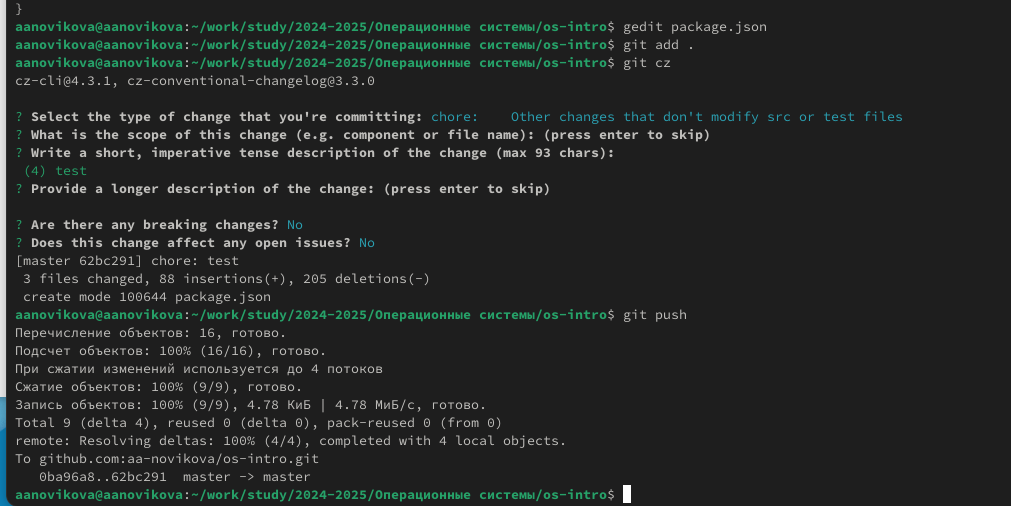 }
aanovikova@aanovikova:~/work/study/2024-2025/Операционные системы/os-intro$ gedit package.json
aanovikova@aanovikova:~/work/study/2024-2025/Операционные системы/os-intro$ git add .
aanovikova@aanovikova:~/work/study/2024-2025/Операционные системы/os-intro$ git cz
cz-cli@4.3.1, cz-conventional-changelog@3.3.0
? Select the type of change that you're committing: chore:    Other changes that don't modify src or test files
? What is the scope of this change (e.g. component or file name): (press enter to skip)
? Write a short, imperative tense description of the change (max 93 chars):
 (4) test
? Provide a longer description of the change: (press enter to skip)
? Are there any breaking changes? No
? Does this change affect any open issues? No
[master 62bc291] chore: test
 3 files changed, 88 insertions(+), 205 deletions(-)
 create mode 100644 package.json
aanovikova@aanovikova:~/work/study/2024-2025/Операционные системы/os-intro$ git push
Перечисление объектов: 16, готово.
Подсчет объектов: 100% (16/16), готово.
При сжатии изменений используется до 4 потоков
Сжатие объектов: 100% (9/9), готово.
Запись объектов: 100% (9/9), 4.78 КиБ | 4.78 МиБ/с, готово.
Total 9 (delta 4), reused 0 (delta 0), pack-reused 0 (from 0)
remote: Resolving deltas: 100% (4/4), completed with 4 local objects.
To github.com:aa-novikova/os-intro.git
   0ba96a8..62bc291  master -> master
aanovikova@aanovikova:~/work/study/2024-2025/Операционные системы/os-intro$